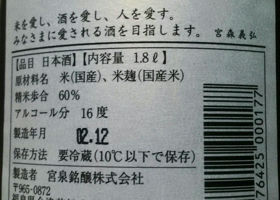 米を愛し、酒を愛し、人を愛す。
みなさまに愛される酒を目指します。 宮森義弘
【品目 日本酒】【内容量 1.8ℓ】
原材料名 米(国産)、米麹(国産米)
精米歩合 60%
アルコール分 16度
製造年月 02.12
保存方法 要冷蔵(10℃以下で保存)
製造者 宮泉銘醸株式会社
〒965-0872
76425 000177